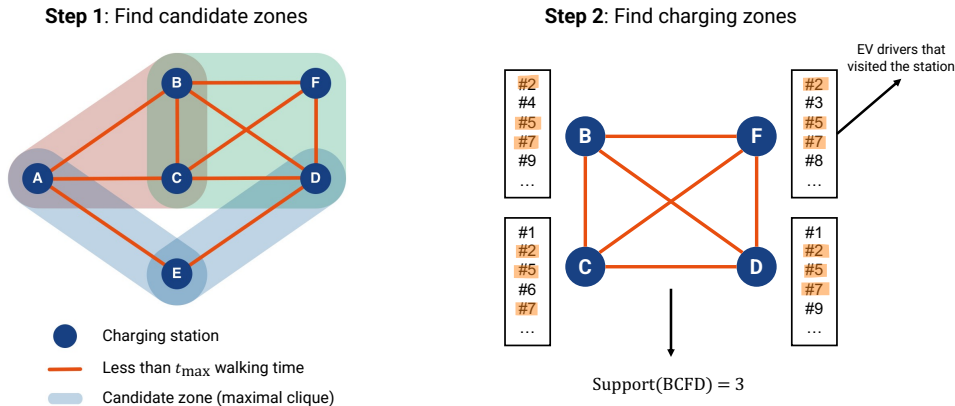 Step 1: Find candidate zones
B
F
A
C
D
E
Charging station
Less than tmax walking time
Candidate zone (maximal clique)
Step 2: Find charging zones
EV drivers that
visited the station
#2
#4
#5
#7
#9
...
#2
#3
#5
#7
#8
...
B
F
#1
#2
#5
#6
#7
...
C
D
#1
#2
#5
#7
#9
...
Support(BCFD) = 3